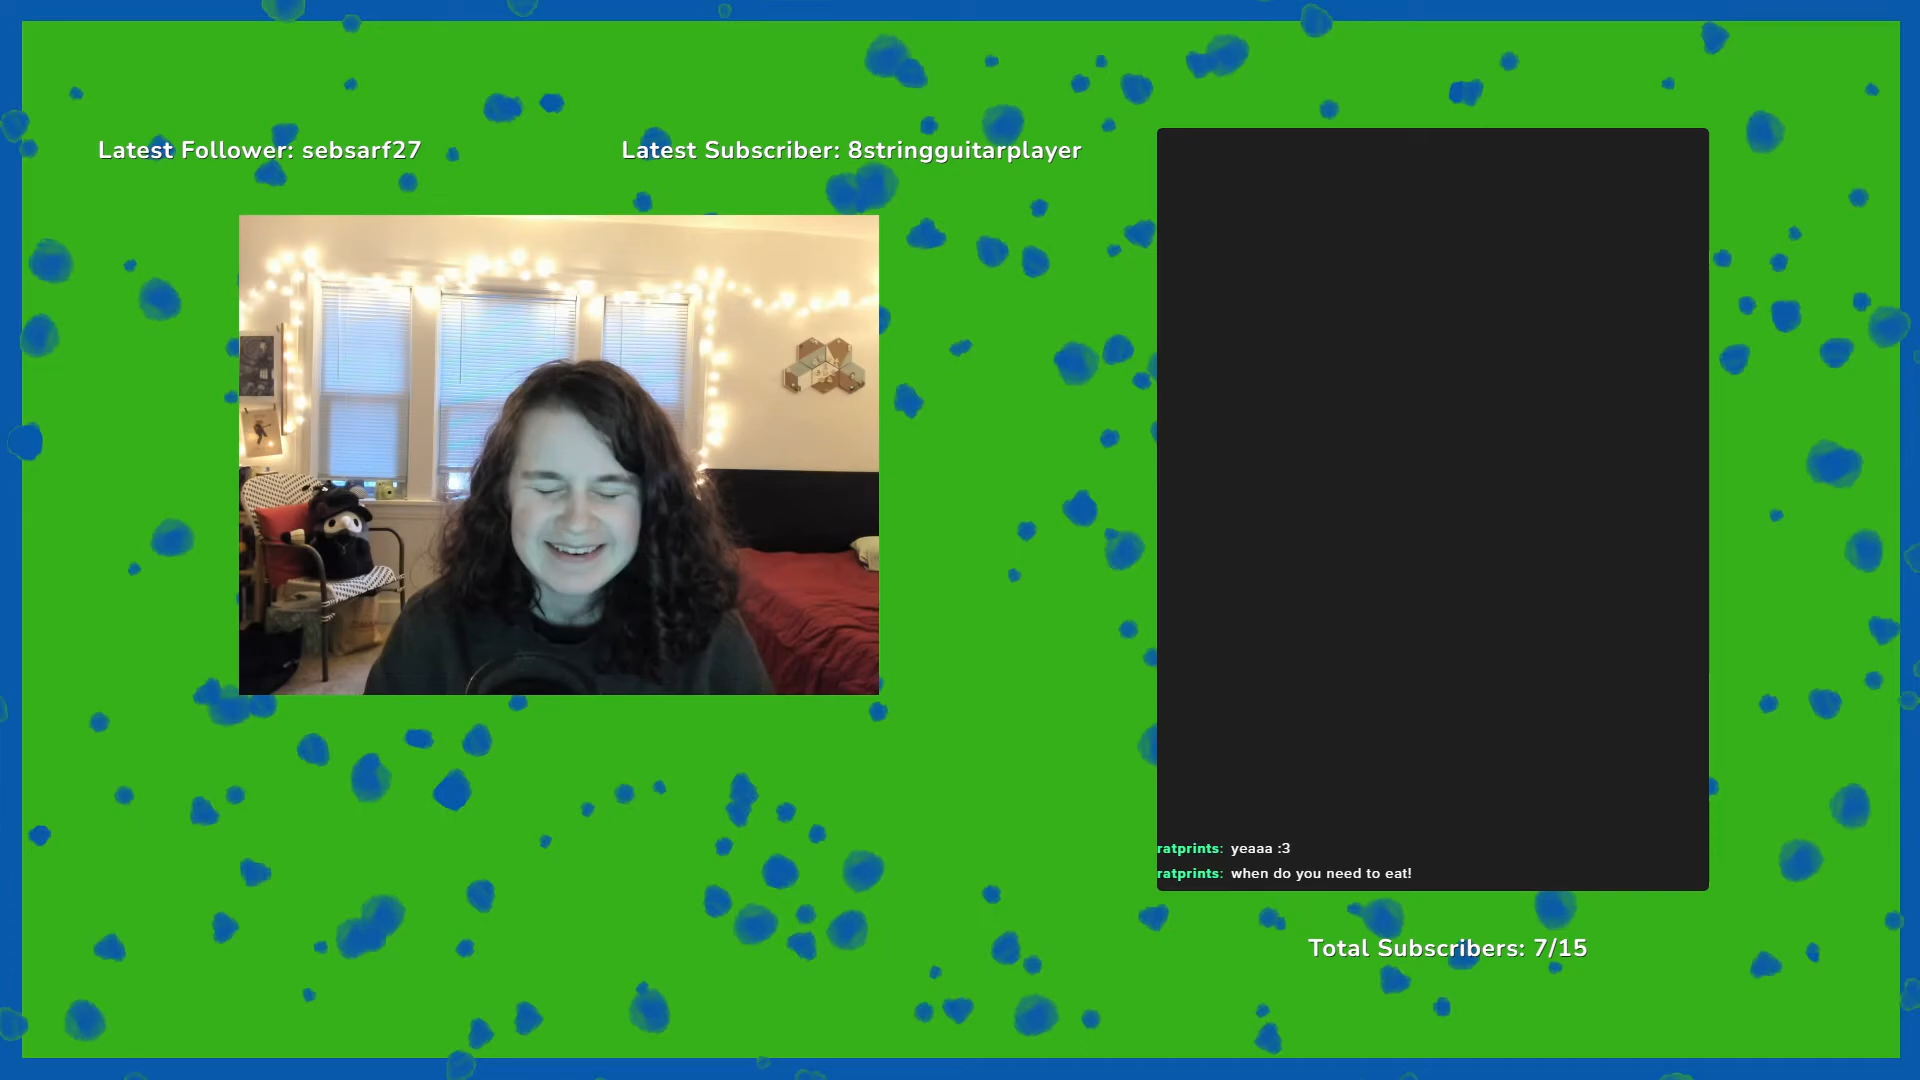 Latest Follower: sebsarf27
Latest Subscriber: 8stringguitarplayer
ratprints: yeaaa :3
ratprints: when do you need to eat!
Total Subscribers: 7/15